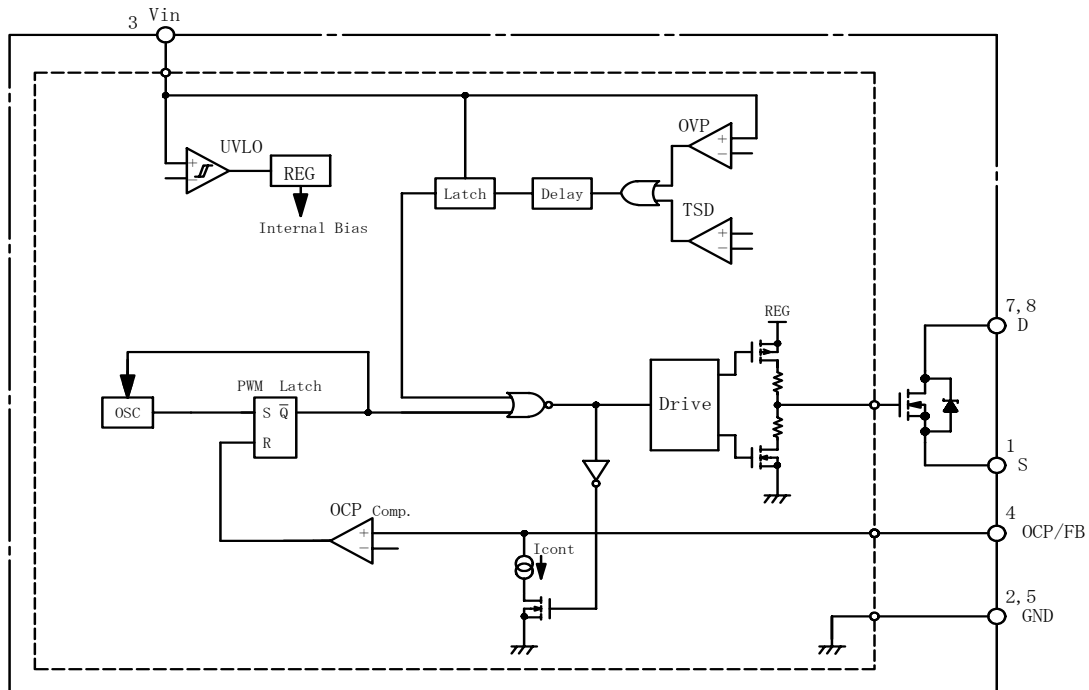 3 Vin
OVP
+
−
UVLO
+
−
REG
Latch
Delay
TSD
+
−
Internal Bias
7,8
D
REG
PWM Latch
OSC
S Q̅
R
Drive
1
S
OCP Comp.
+
−
4
OCP/FB
Icont
2,5
GND